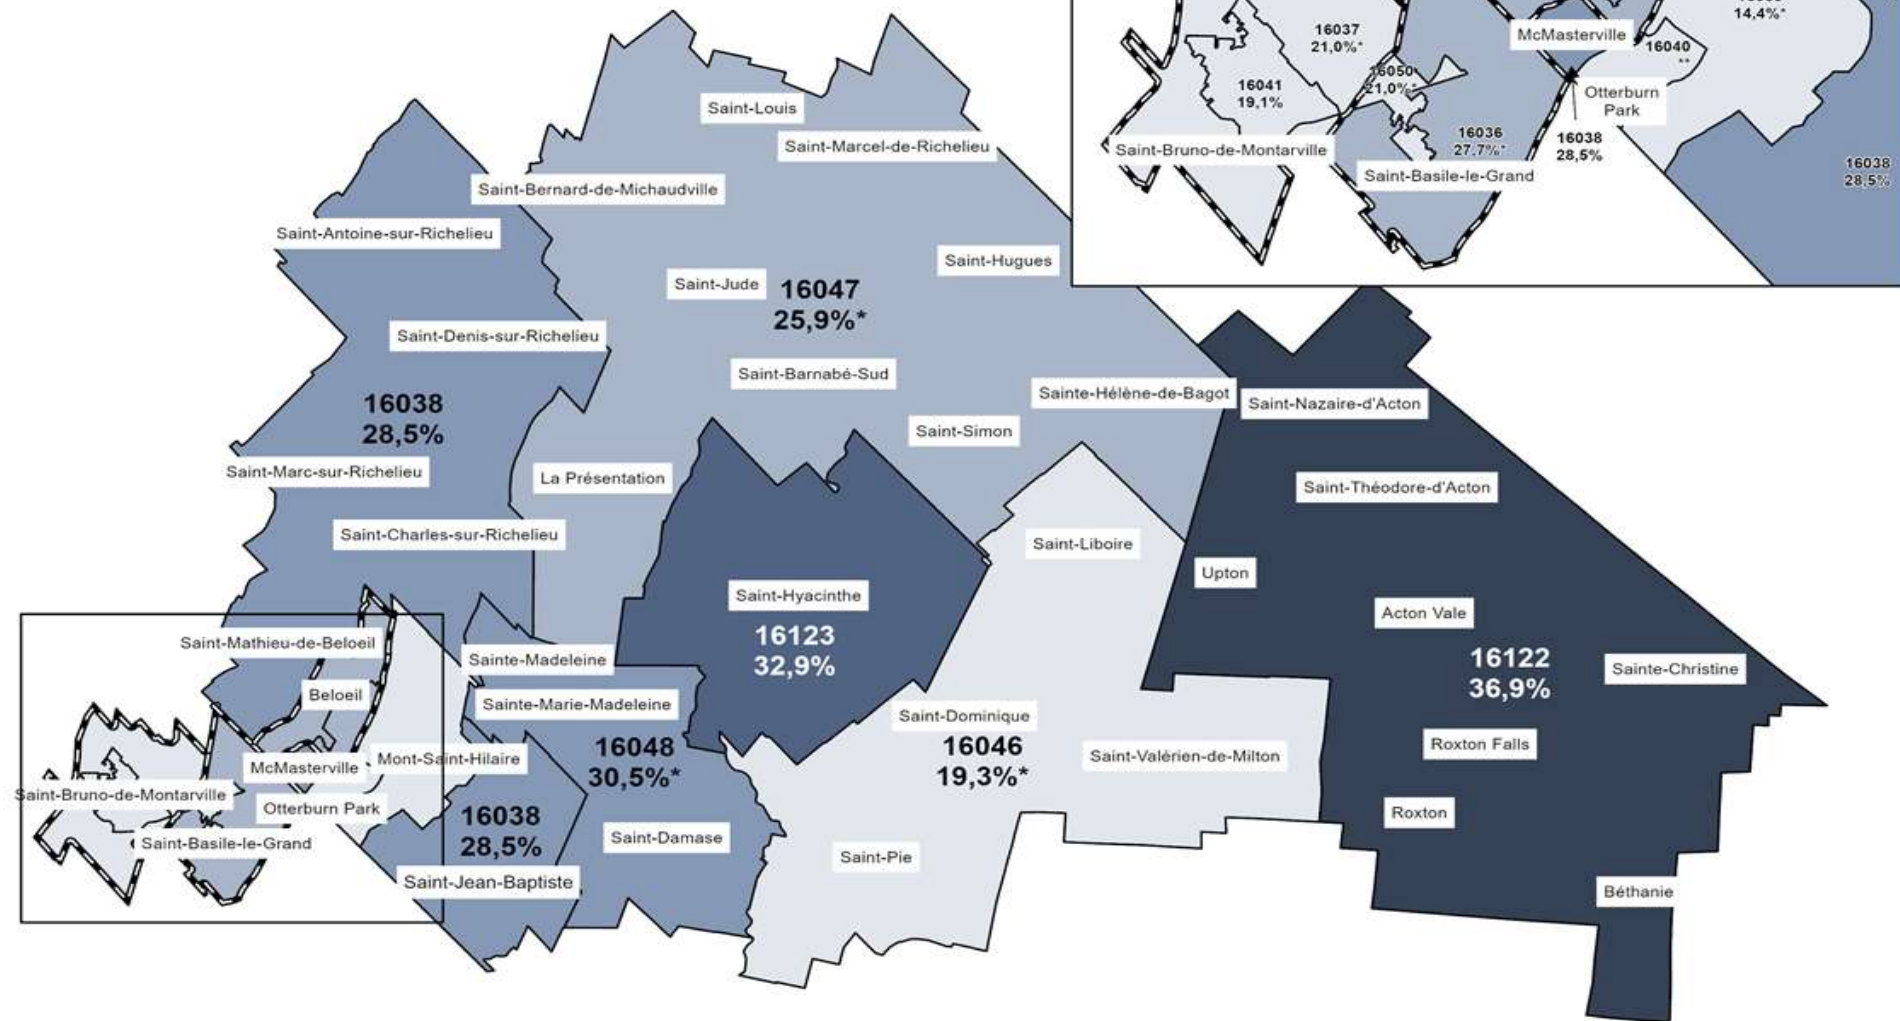 14,4%*
McMasterville
16037
21,0%*
16040
**
16050
21,0%*
16041
19,1%
Otterburn
Park
16036
27,7%*
16038
28,5%
Saint-Bruno-de-Montarville
Saint-Basile-le-Grand
16038
28,5%
Saint-Louis
Saint-Marcel-de-Richelieu
Saint-Bernard-de-Michaudville
Saint-Antoine-sur-Richelieu
Saint-Hugues
Saint-Jude
16047
25,9%*
Saint-Denis-sur-Richelieu
Saint-Barnabé-Sud
Sainte-Hélène-de-Bagot
Saint-Nazaire-d'Acton
16038
28,5%
Saint-Simon
Saint-Marc-sur-Richelieu
La Présentation
Saint-Théodore-d'Acton
Saint-Charles-sur-Richelieu
Saint-Liboire
Upton
Saint-Hyacinthe
16123
32,9%
Acton Vale
Saint-Mathieu-de-Beloeil
Sainte-Madeleine
16122
36,9%
Sainte-Christine
Beloeil
Sainte-Marie-Madeleine
Saint-Dominique
16046
19,3%*
16048
30,5%*
Roxton Falls
Mont-Saint-Hilaire
McMasterville
Saint-Valérien-de-Milton
Saint-Bruno-de-Montarville
Otterburn Park
16038
28,5%
Roxton
Saint-Basile-le-Grand
Saint-Damase
Saint-Pie
Saint-Jean-Baptiste
Béthanie